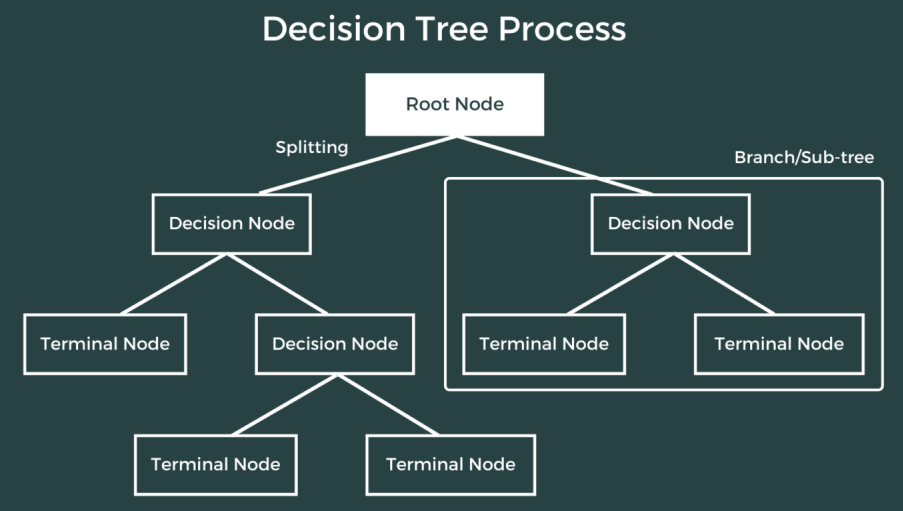 Decision Tree Process
Root Node
Splitting
Branch/Sub-tree
Decision Node
Decision Node
Terminal Node
Decision Node
Terminal Node
Terminal Node
Terminal Node
Terminal Node